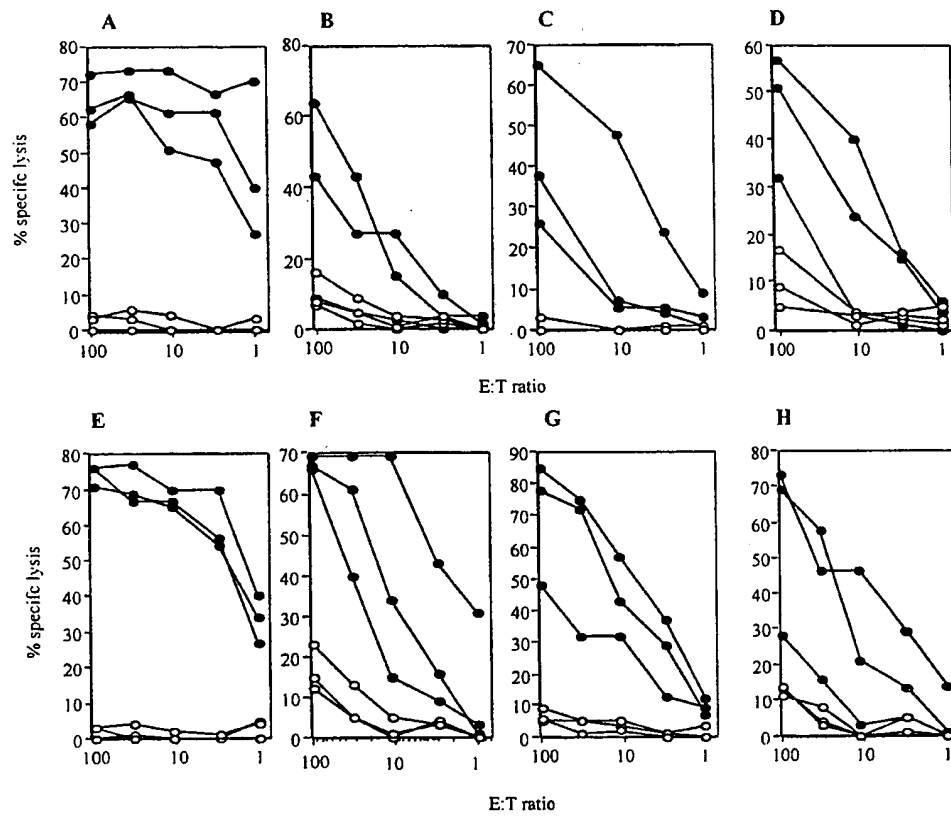 A B C D
% specifc lysis
80 70 60 50 40 30 20 10 0
100 10 1
80 60 40 20 0
100 10 1
70 60 50 40 30 20 10 0
100 10 1
60 50 40 30 20 10 0
100 10 1
E:T ratio
E F G H
% specifc lysis
80 70 60 50 40 30 20 10 0
100 10 1
70 60 50 40 30 20 10 0
100 10 1
90 80 70 60 50 40 30 20 10 0
100 10 1
80 70 60 50 40 30 20 10 0
100 10 1
E:T ratio